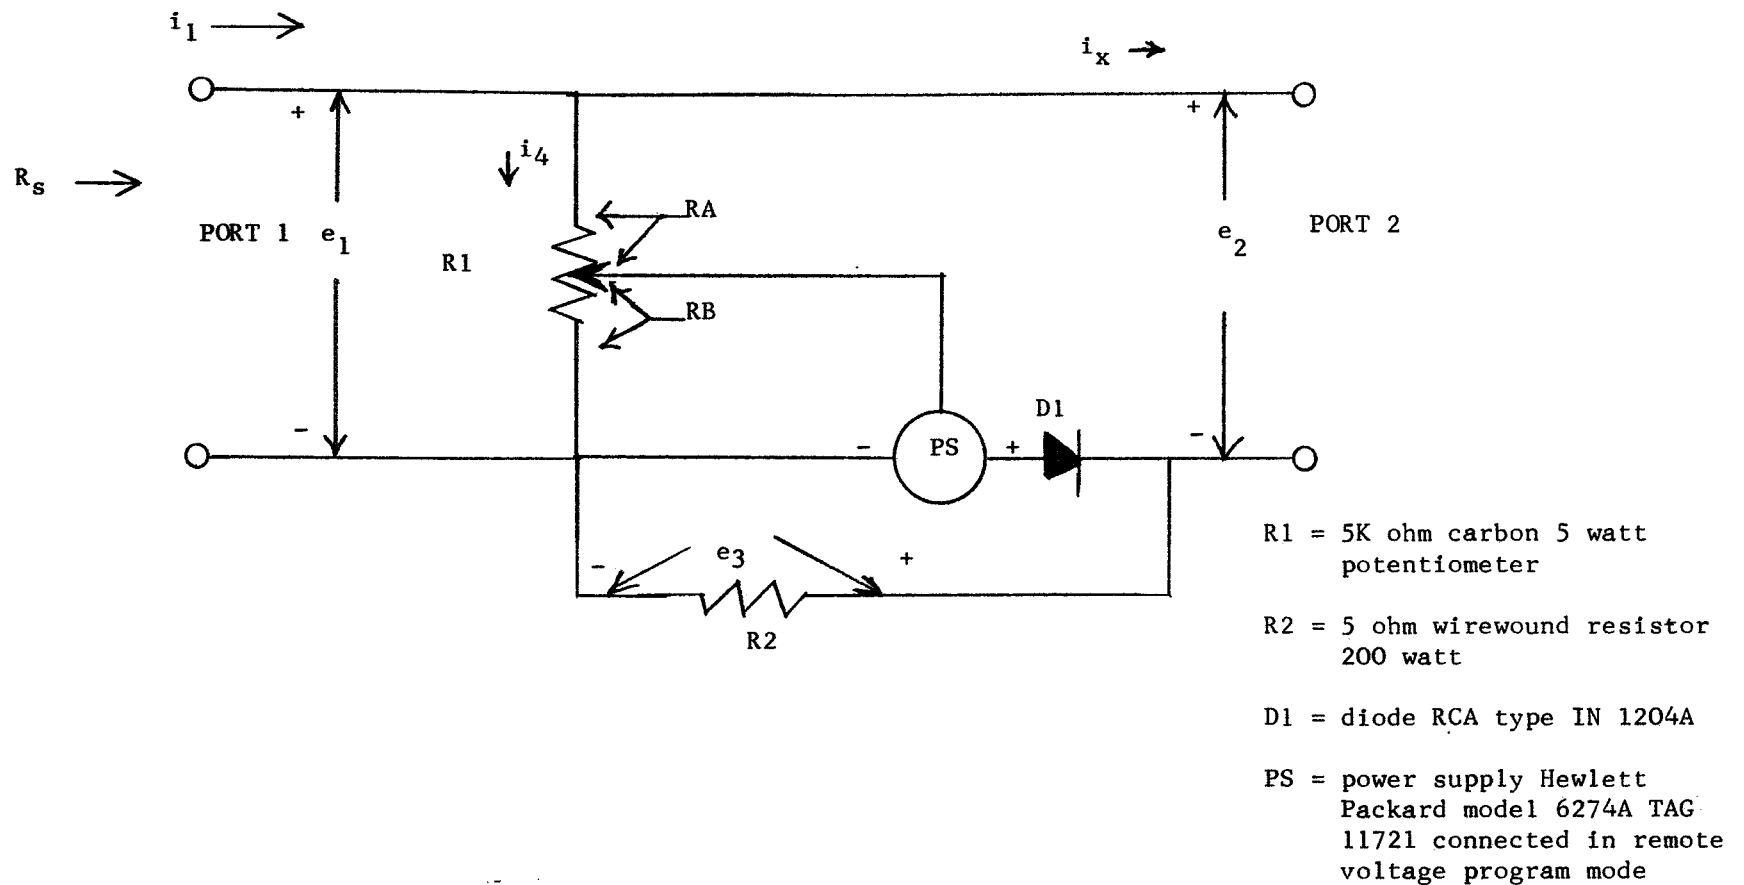 i1
ix
+
+
i4
Rs
RA
PORT 1 e1
e2
PORT 2
R1
RB
D1
-
-
PS
+
-
R1 = 5K ohm carbon 5 watt
potentiometer
-
e3
+
R2
R2 = 5 ohm wirewound resistor
200 watt
D1 = diode RCA type IN 1204A
PS = power supply Hewlett
Packard model 6274A TAG
11721 connected in remote
voltage program mode